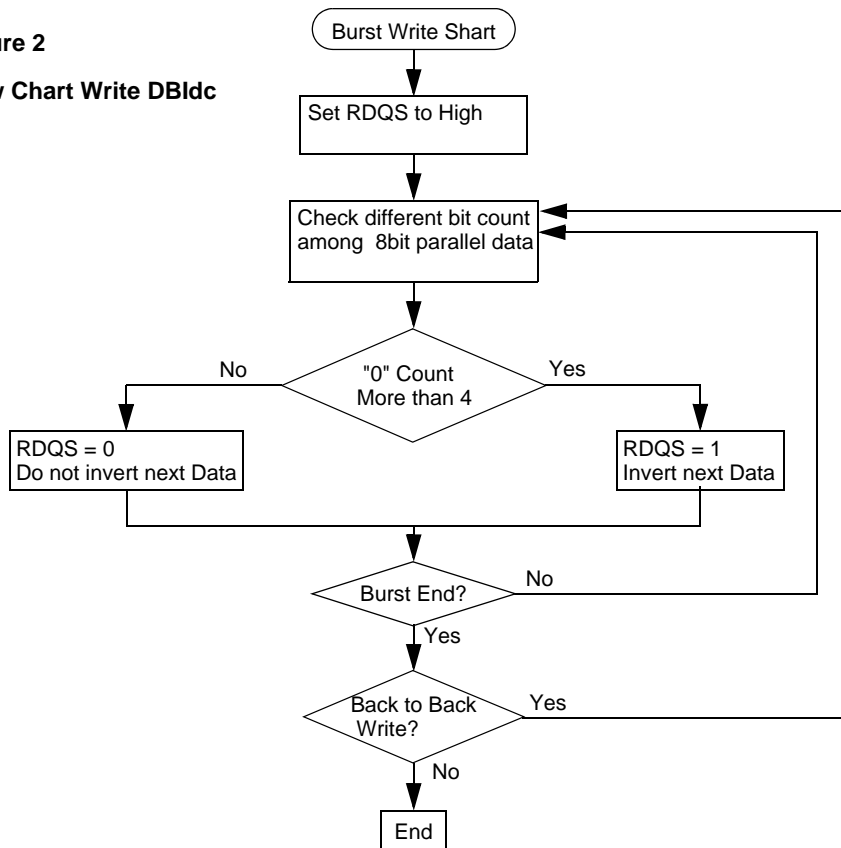 ure 2
Chart Write DBIdc
Burst Write Shart
Set RDQS to High
Check different bit count
among 8bit parallel data
"0" Count
More than 4
No
Yes
RDQS = 0
Do not invert next Data
RDQS = 1
Invert next Data
Burst End?
No
Yes
Back to Back
Write?
Yes
No
End